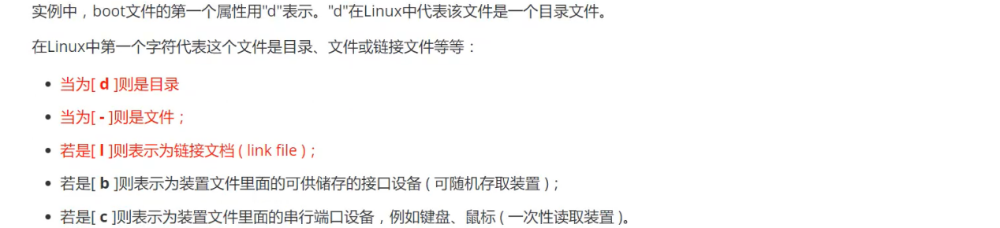 实例中，boot文件的第一个属性用"d"表示。"d"在Linux中代表该文件是一个目录文件。
在Linux中第一个字符代表这个文件是目录、文件或链接文件等等：
• 当为[ d ]则是目录
• 当为[ - ]则是文件；
• 若是[ l ]则表示为链接文档 ( link file )；
• 若是[ b ]则表示为装置文件里面的可供储存的接口设备 ( 可随机存取装置 )；
• 若是[ c ]则表示为装置文件里面的串行端口设备，例如键盘、鼠标 ( 一次性读取装置 )。